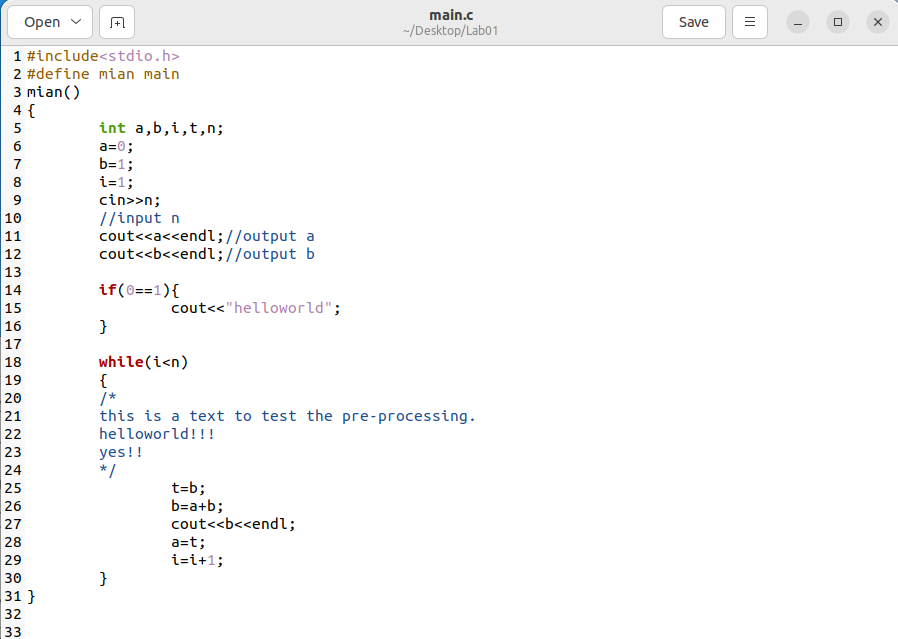 Open
main.c
~/Desktop/Lab01
Save
1 #include<stdio.h>
2 #define mian main
3 mian()
4 {
5 int a,b,i,t,n;
6 a=0;
7 b=1;
8 i=1;
9 cin>>n;
10 //input n
11 cout<<a<<endl;//output a
12 cout<<b<<endl;//output b
13
14 if(0==1){
15 cout<<"helloworld";
16 }
17
18 while(i<n)
19 {
20 /*
21 this is a text to test the pre-processing.
22 helloworld!!!
23 yes!!
24 */
25 t=b;
26 b=a+b;
27 cout<<b<<endl;
28 a=t;
29 i=i+1;
30 }
31 }
32
33